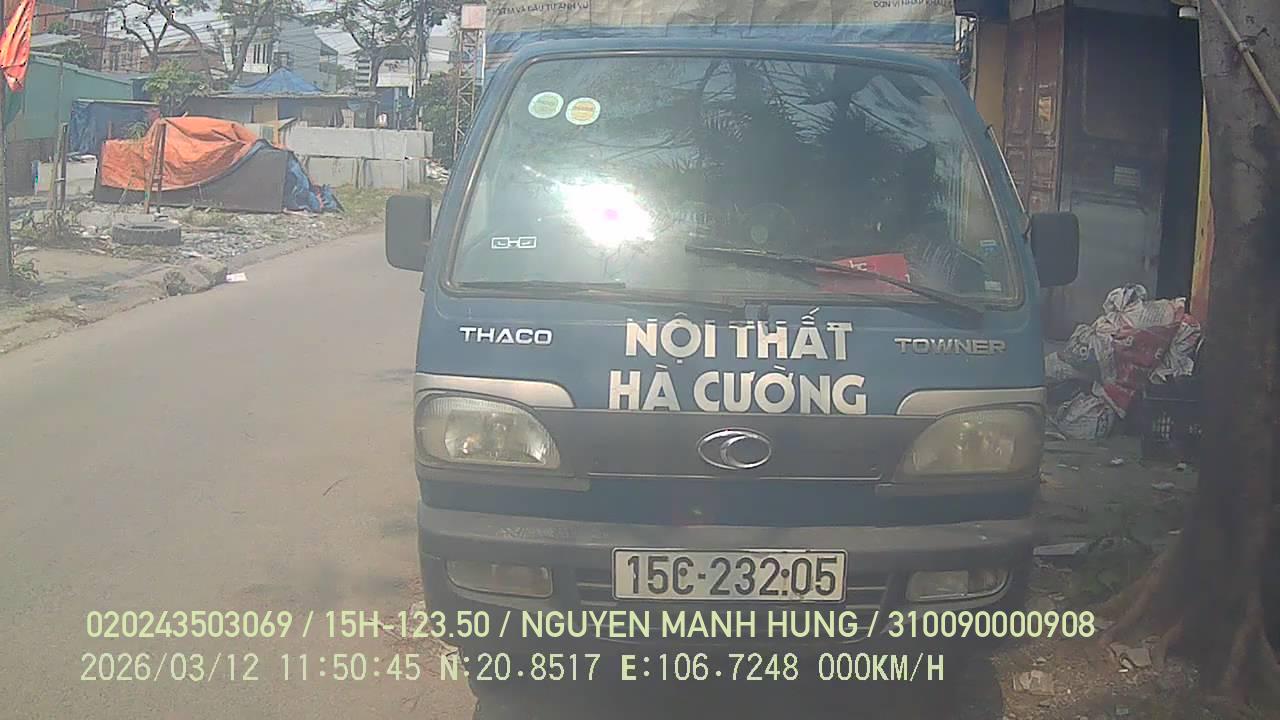 THACO
NỘI THẤT
TOWNER
HÀ CƯỜNG
15C-232.05
020243503069 / 15H-123.50 / NGUYEN MANH HUNG / 310090000908
2026/03/12 11:50:45 N:20.8517 E:106.7248 000KM/H